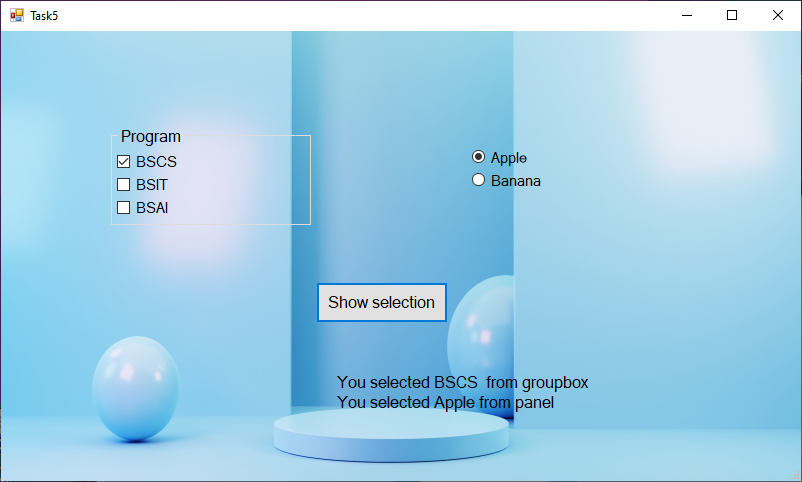 Task5
Program
BSCS
BSIT
BSAI
Apple
Banana
Show selection
You selected BSCS  from groupbox
You selected Apple from panel